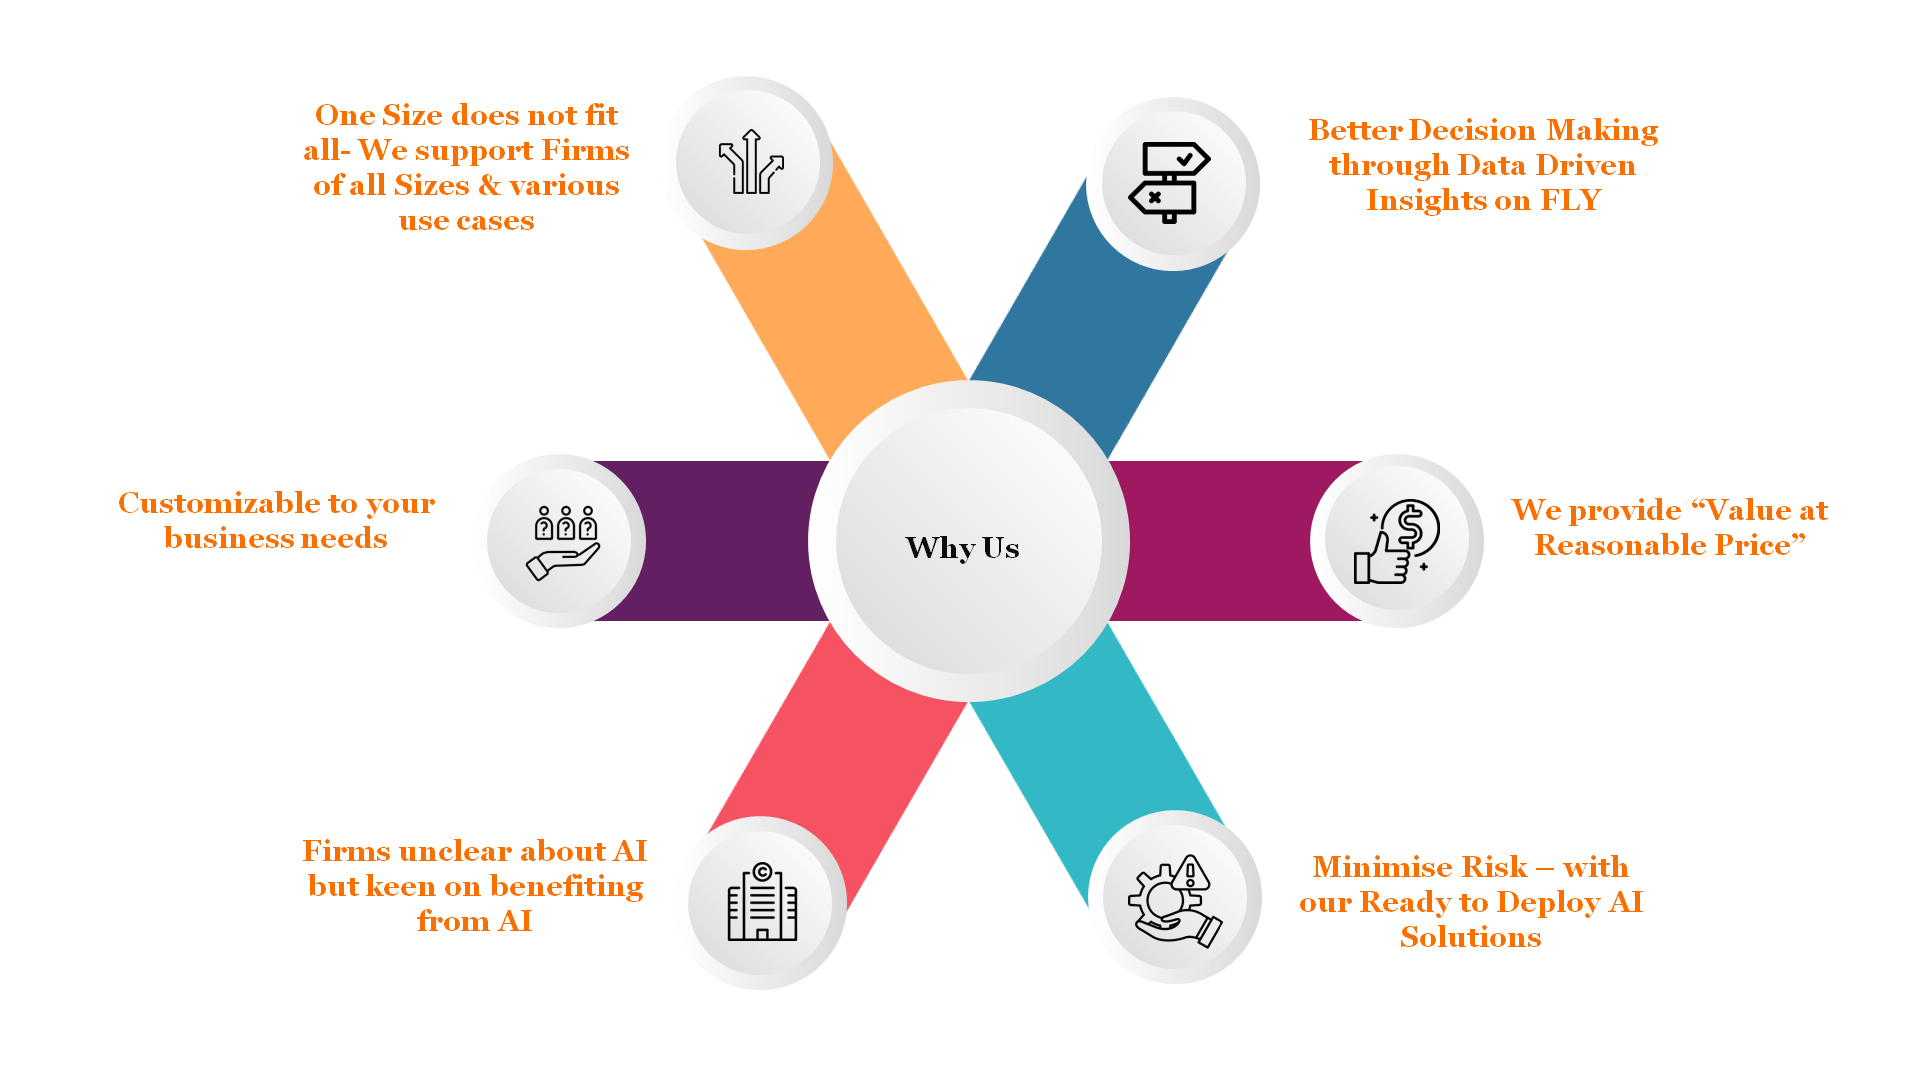 One Size does not fit
all- We support Firms
of all Sizes & various
use cases
Better Decision Making
through Data Driven
Insights on FLY
Customizable to your
business needs
Why Us
We provide “Value at
Reasonable Price”
Firms unclear about AI
but keen on benefiting
from AI
Minimise Risk – with
our Ready to Deploy AI
Solutions